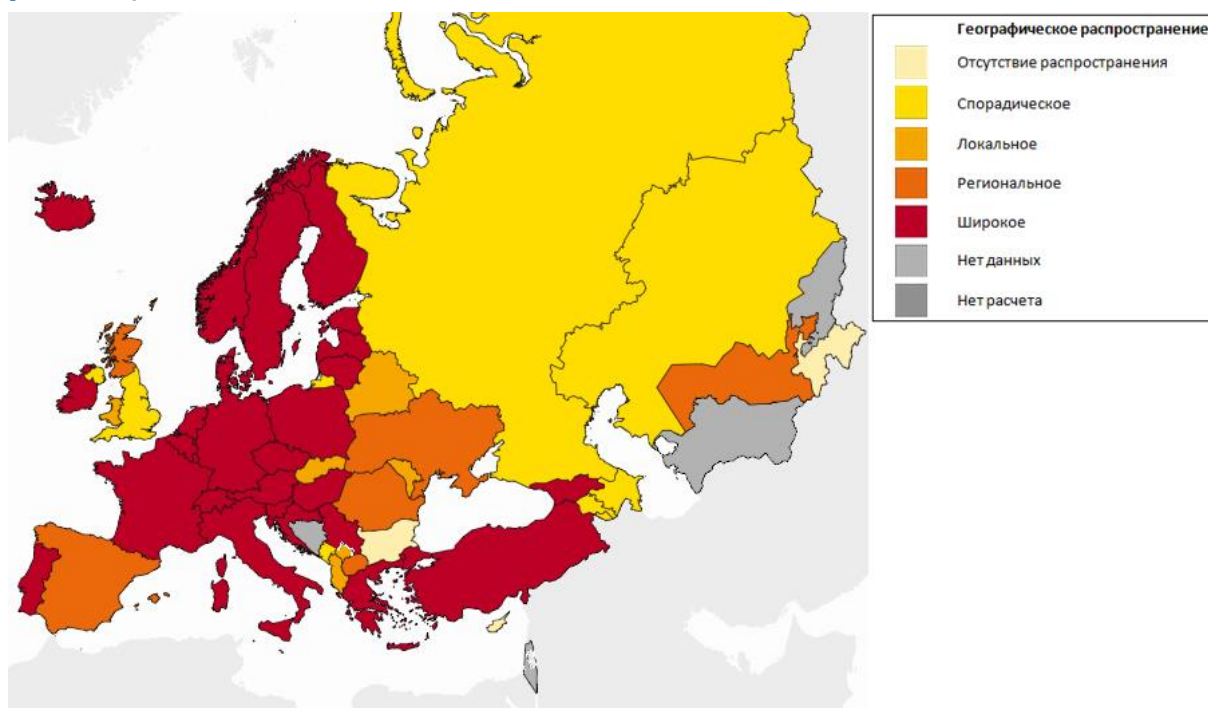 Географическое распространение
Отсутствие распространения
Спорадическое
Локальное
Региональное
Широкое
Нет данных
Нет расчета